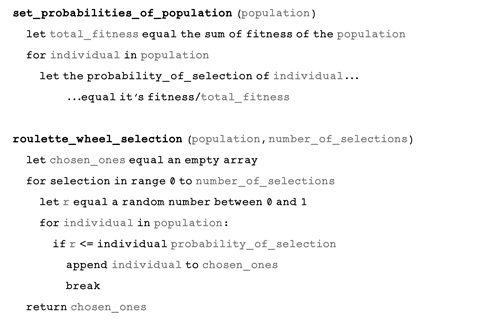 set_probabilities_of_population (population)
let total_fitness equal the sum of fitness of the population
for individual in population
let the probability_of_selection of individual...
...equal it's fitness/total_fitness
roulette_wheel_selection (population,number_of_selections)
let chosen_ones equal an empty array
for selection in range 0 to number_of_selections
let r equal a random number between 0 and 1
for individual in population:
if r <= individual probability_of_selection
append individual to chosen_ones
break
return chosen_ones